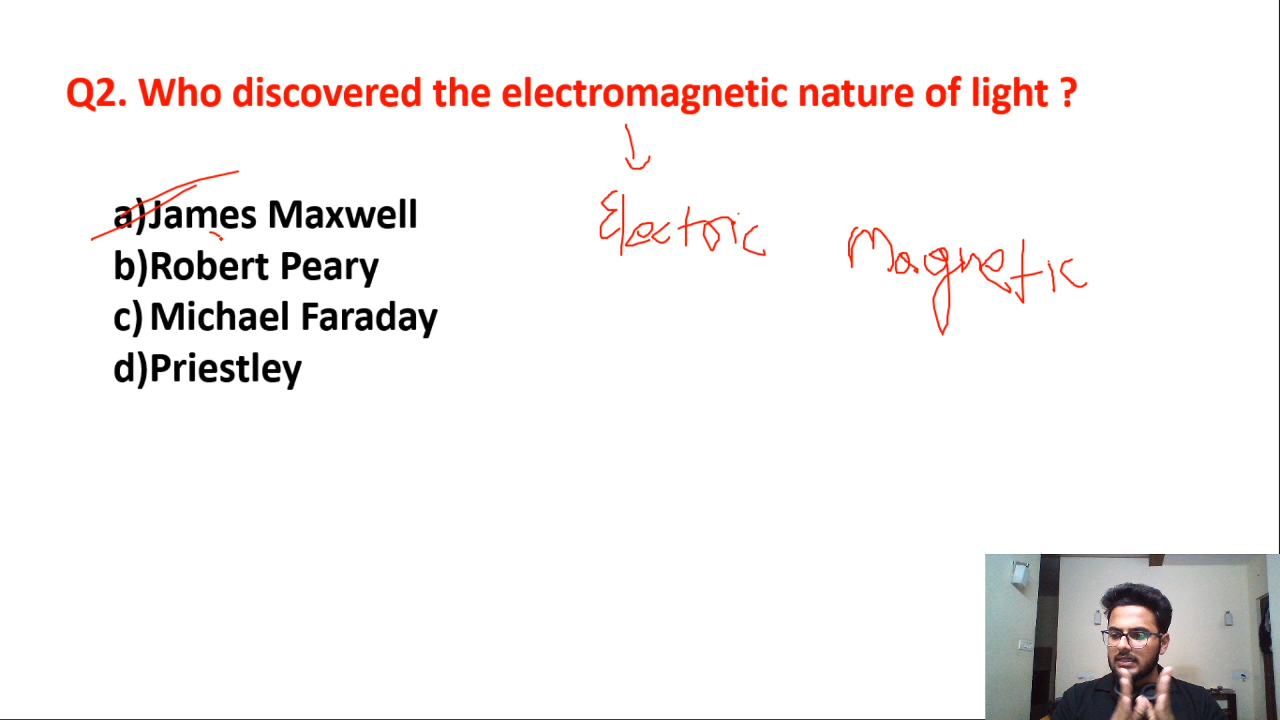 Q2. Who discovered the electromagnetic nature of light ?
a)James Maxwell
b)Robert Peary
c) Michael Faraday
d)Priestley
Electric Magnetic